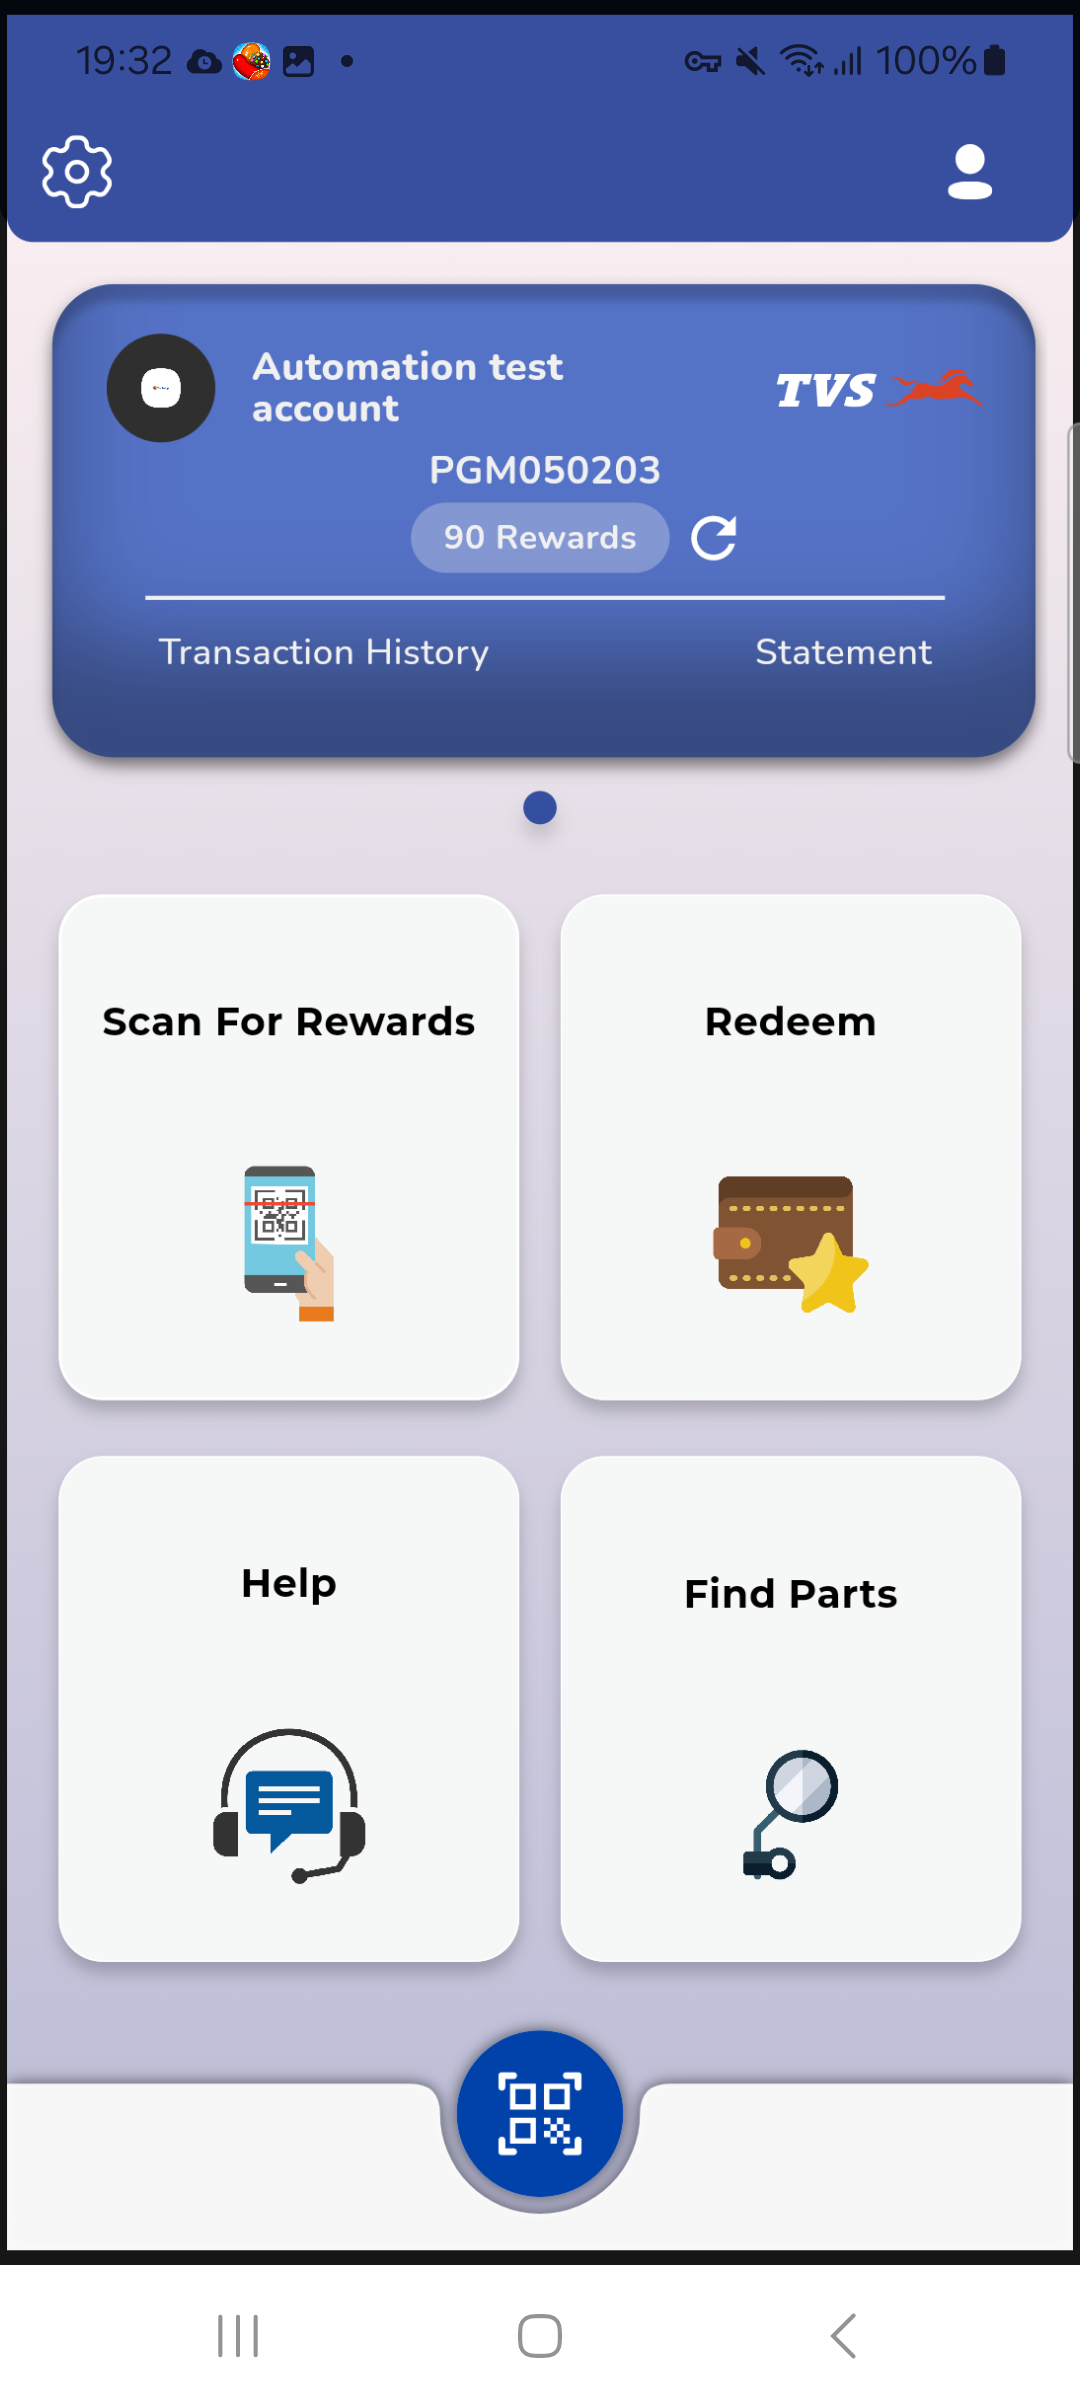 19:32
100%
Automation test
account
TVS
PGM050203
90 Rewards
Transaction History
Statement
Scan For Rewards
Redeem
Help
Find Parts